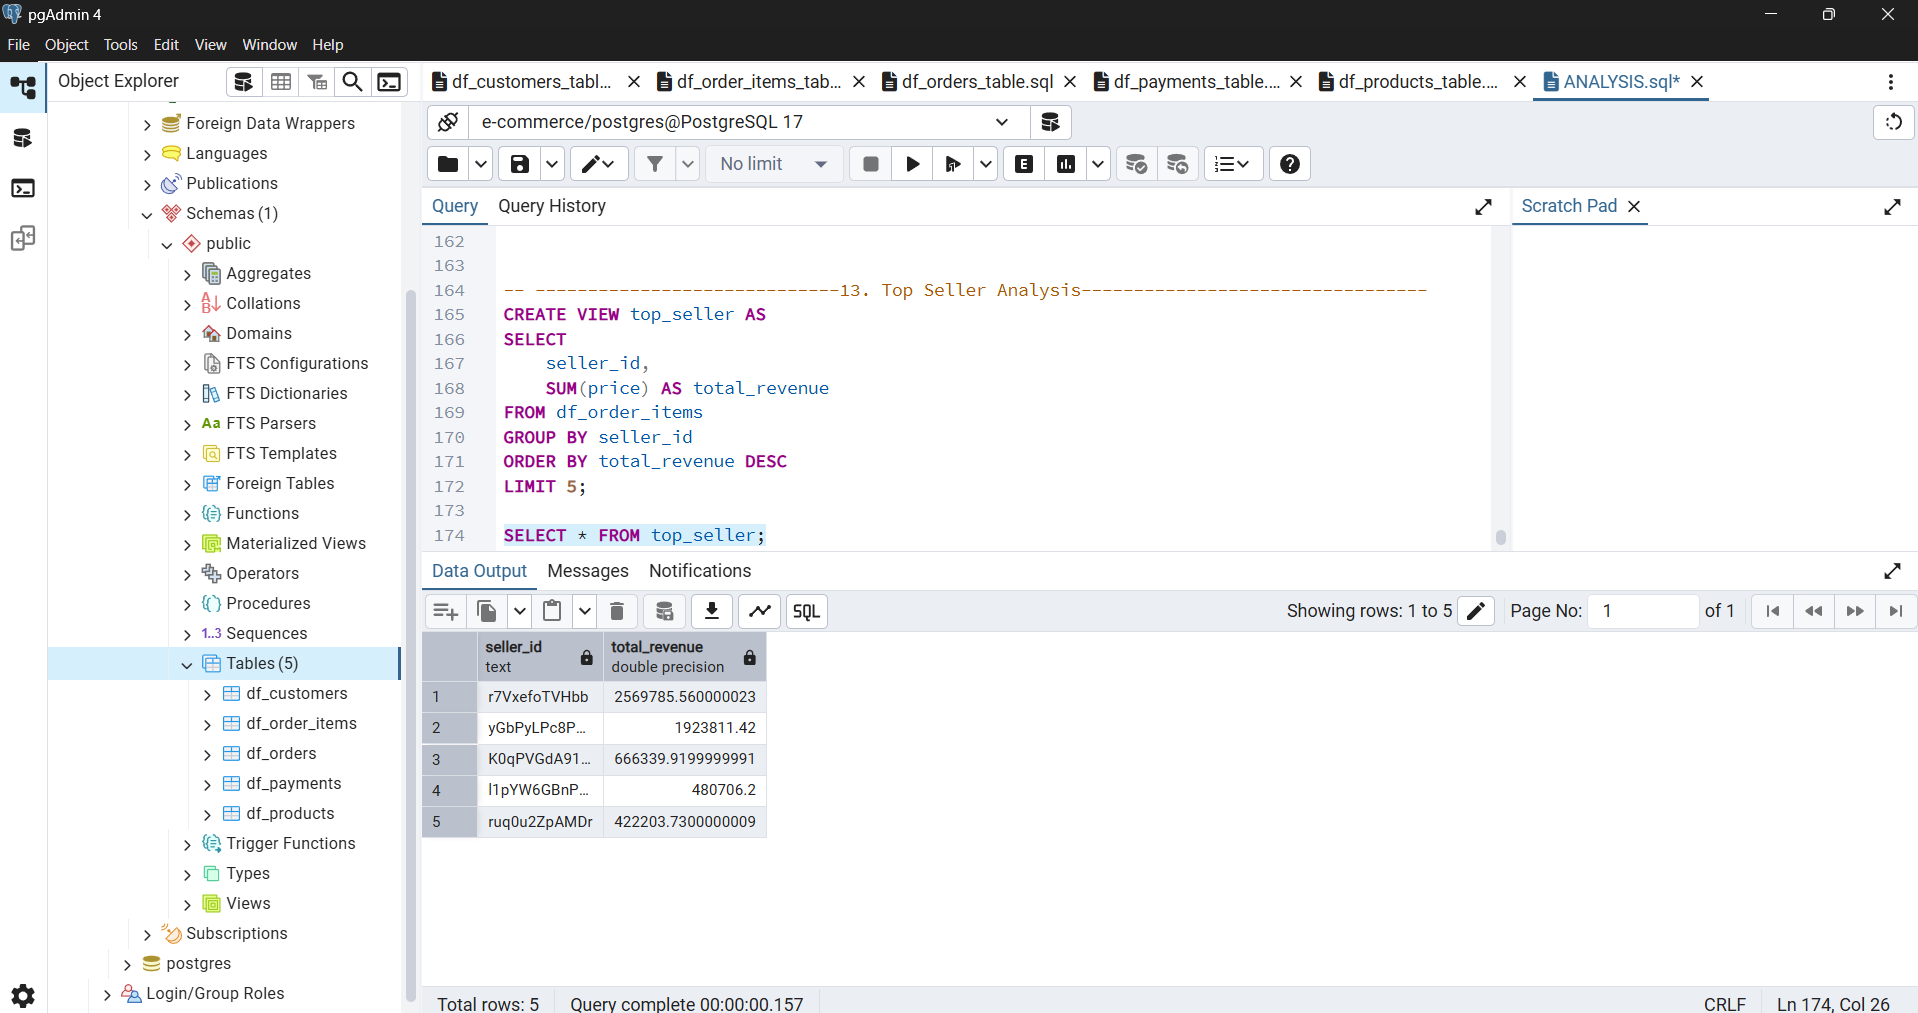 pgAdmin 4
File Object Tools Edit View Window Help
Object Explorer
df_customers_tabl... df_order_items_tab... df_orders_table.sql df_payments_table.... df_products_table.... ANALYSIS.sql*
e-commerce/postgres@PostgreSQL 17
No limit
E
Query Query History
Scratch Pad
Foreign Data Wrappers
Languages
Publications
Schemas (1)
public
Aggregates
Collations
Domains
FTS Configurations
FTS Dictionaries
Aa FTS Parsers
FTS Templates
Foreign Tables
Functions
Materialized Views
Operators
Procedures
1..3 Sequences
Tables (5)
df_customers
df_order_items
df_orders
df_payments
df_products
Trigger Functions
Types
Views
Subscriptions
postgres
Login/Group Roles
162
163
164 -- -----------------------------13. Top Seller Analysis---------------------------------
165 CREATE VIEW top_seller AS
166 SELECT
167 seller_id,
168 SUM(price) AS total_revenue
169 FROM df_order_items
170 GROUP BY seller_id
171 ORDER BY total_revenue DESC
172 LIMIT 5;
173
174 SELECT * FROM top_seller;
Data Output Messages Notifications
SQL
Showing rows: 1 to 5 Page No: 1 of 1
seller_id total_revenue
text double precision
1 r7VxefoTVHbb 2569785.560000023
2 yGbPyLPc8P... 1923811.42
3 K0qPVGdA91... 666339.9199999991
4 l1pYW6GBnP... 480706.2
5 ruq0u2ZpAMDr 422203.7300000009
Total rows: 5 Query complete 00:00:00.157 CRLF Ln 174, Col 26